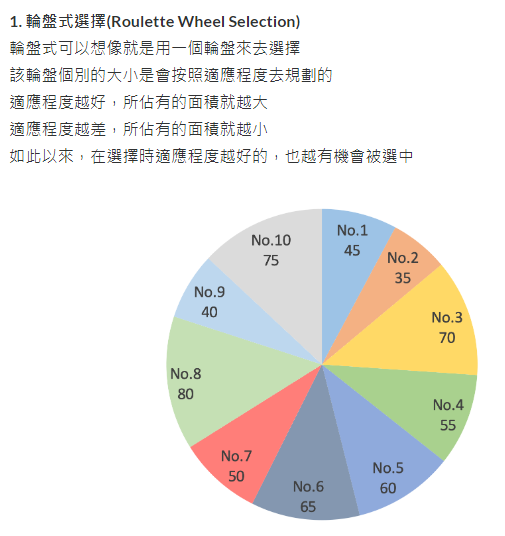 1. 輪盤式選擇(Roulette Wheel Selection)
輪盤式可以想像就是用一個輪盤來去選擇
該輪盤個別的大小是會按照適應程度去規劃的
適應程度越好，所佔有的面積就越大
適應程度越差，所佔有的面積就越小
如此以來，在選擇時適應程度越好的，也越有機會被選中
No.1
45
No.2
35
No.3
70
No.4
55
No.5
60
No.6
65
No.7
50
No.8
80
No.9
40
No.10
75